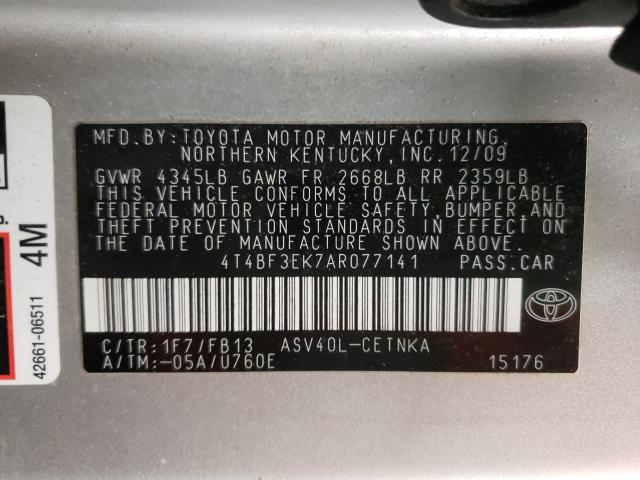 MFD. BY: TOYOTA MOTOR MANUFACTURING,
NORTHERN KENTUCKY, INC. 12/09
GVWR 4345LB GAWR FR 2668LB RR 2359LB
THIS VEHICLE CONFORMS TO ALL APPLICABLE
FEDERAL MOTOR VEHICLE SAFETY, BUMPER, AND
THEFT PREVENTION STANDARDS IN EFFECT ON
THE DATE OF MANUFACTURE SHOWN ABOVE.
4T4BF3EK7AR077141 PASS. CAR
C/TR: 1F7/FB13 ASV40L-CETNKA
A/TM: -05A/U760E 15176
42661-06511
4M